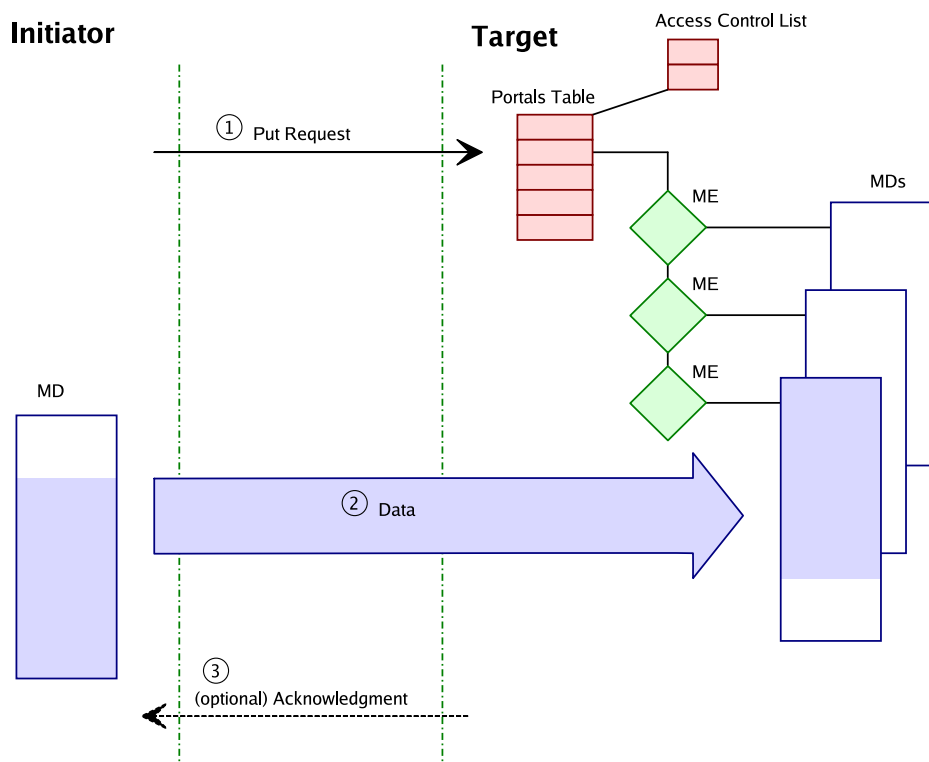 Initiator
Target
Access Control List
Portals Table
① Put Request
MDs
ME
ME
ME
MD
② Data
③
(optional) Acknowledgment